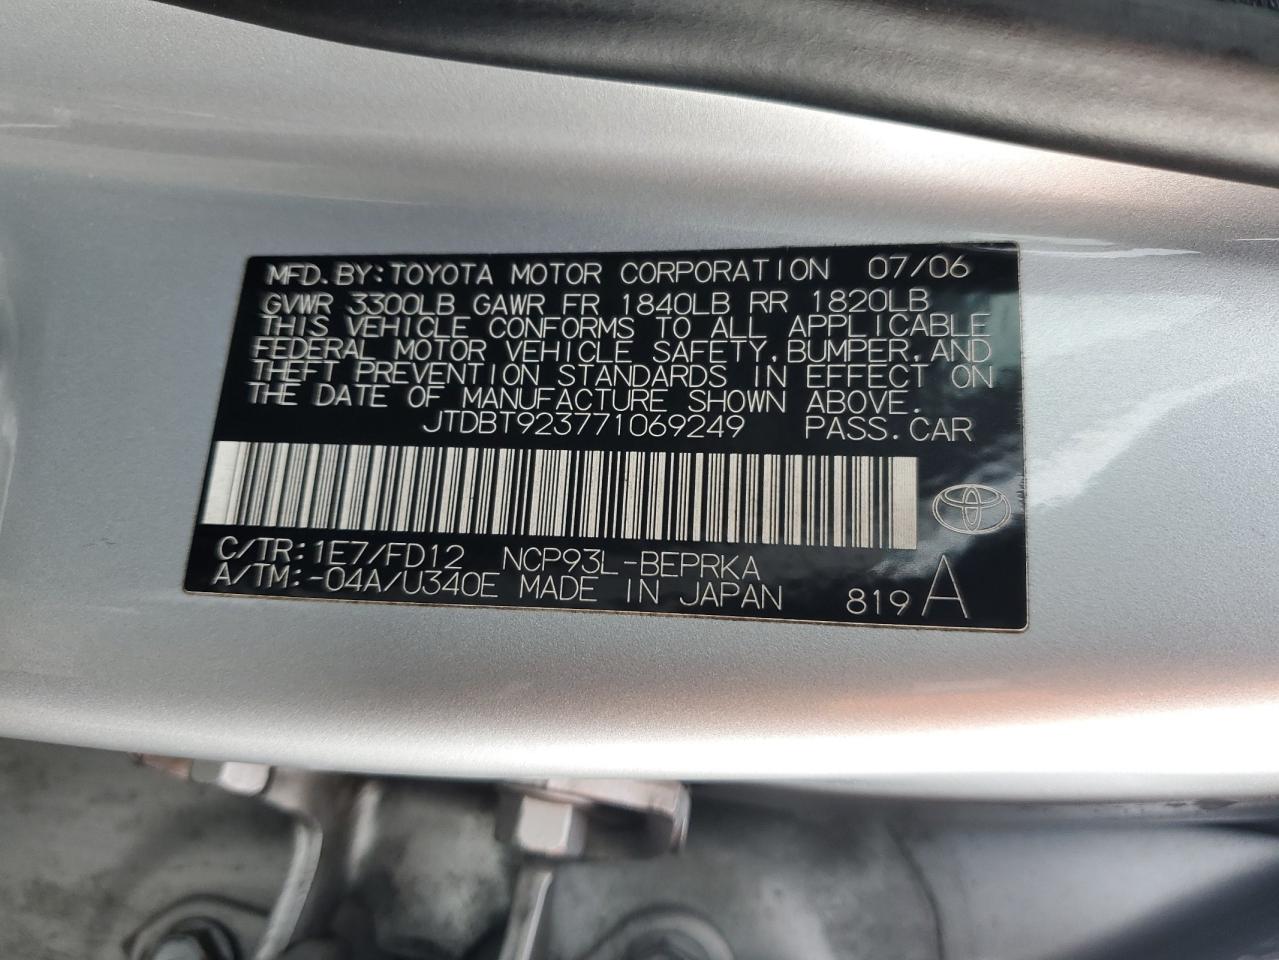 MFD.BY:TOYOTA MOTOR CORPORATION 07/06
GVWR 3300LB GAWR FR 1840LB RR 1820LB
THIS VEHICLE CONFORMS TO ALL APPLICABLE
FEDERAL MOTOR VEHICLE SAFETY,BUMPER,AND
THEFT PREVENTION STANDARDS IN EFFECT ON
THE DATE OF MANUFACTURE SHOWN ABOVE.
JTDBT923771069249 PASS.CAR
C/TR:1E7/FD12 NCP93L-BEPRKA
A/TM:-04A/U340E MADE IN JAPAN 819 A